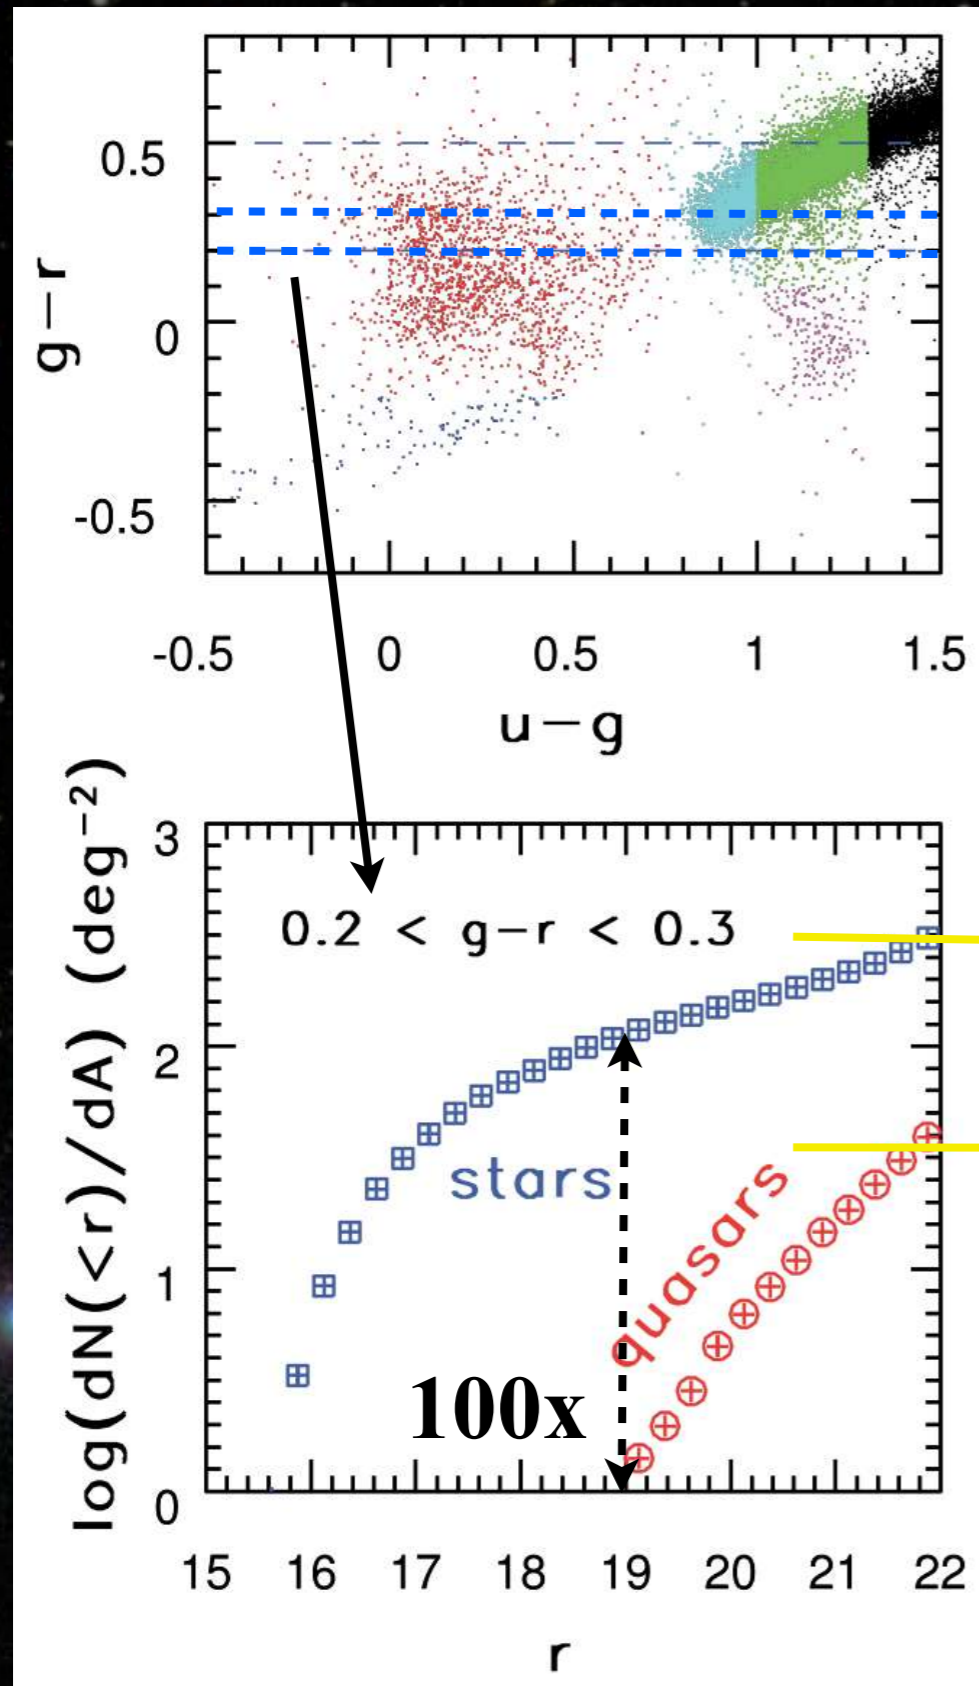 g−r
0.5
0
-0.5
-0.5 0 0.5 1 1.5
u−g
log(dN(<r)/dA) (deg⁻²)
3
2
1
0
0.2 < g−r < 0.3
stars
quasars
100x
15 16 17 18 19 20 21 22
r